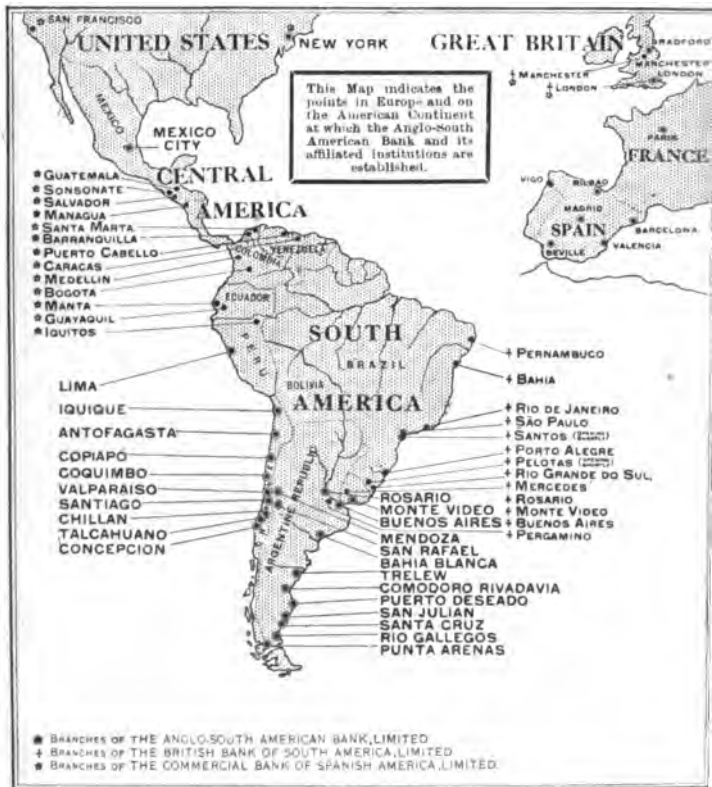 SAN FRANCISCO
UNITED STATES
NEW YORK
GREAT BRITAIN
BRADFORD
MANCHESTER
LONDON
MANCHESTER
LONDON
This Map indicates the
points in Europe and on
the American Continent
at which the Anglo-South
American Bank and its
affiliated institutions are
established.
MEXICO
MEXICO
CITY
PARIS
FRANCE
VIGO
BILBAO
MADRID
SPAIN
BARCELONA
SEVILLE
VALENCIA
CENTRAL
AMERICA
GUATEMALA
SONSONATE
SALVADOR
MANAGUA
SANTA MARTA
BARRANQUILLA
PUERTO CABELLO
CARACAS
MEDELLIN
BOGOTA
MANTA
GUAYAQUIL
IQUITOS
VENEZUELA
COLOMBIA
ECUADOR
SOUTH
AMERICA
PERU
BRAZIL
BOLIVIA
CHILE
ARGENTINE REPUBLIC
LIMA
IQUIQUE
ANTOFAGASTA
COPIAPÓ
COQUIMBO
VALPARAISO
SANTIAGO
CHILLAN
TALCAHUANO
CONCEPCION
PERNAMBUCO
BAHIA
RIO DE JANEIRO
SÃO PAULO
SANTOS
PORTO ALEGRE
PELOTAS
RIO GRANDE DO SUL.
MERCEDES
ROSARIO
MONTE VIDEO
BUENOS AIRES
PERGAMINO
ROSARIO
MONTE VIDEO
BUENOS AIRES
MENDOZA
SAN RAFAEL
BAHIA BLANCA
TRELEW
COMODORO RIVADAVIA
PUERTO DESEADO
SAN JULIAN
SANTA CRUZ
RIO GALLEGOS
PUNTA ARENAS
BRANCHES OF THE ANGLO-SOUTH AMERICAN BANK, LIMITED
BRANCHES OF THE BRITISH BANK OF SOUTH AMERICA, LIMITED
BRANCHES OF THE COMMERCIAL BANK OF SPANISH AMERICA, LIMITED.